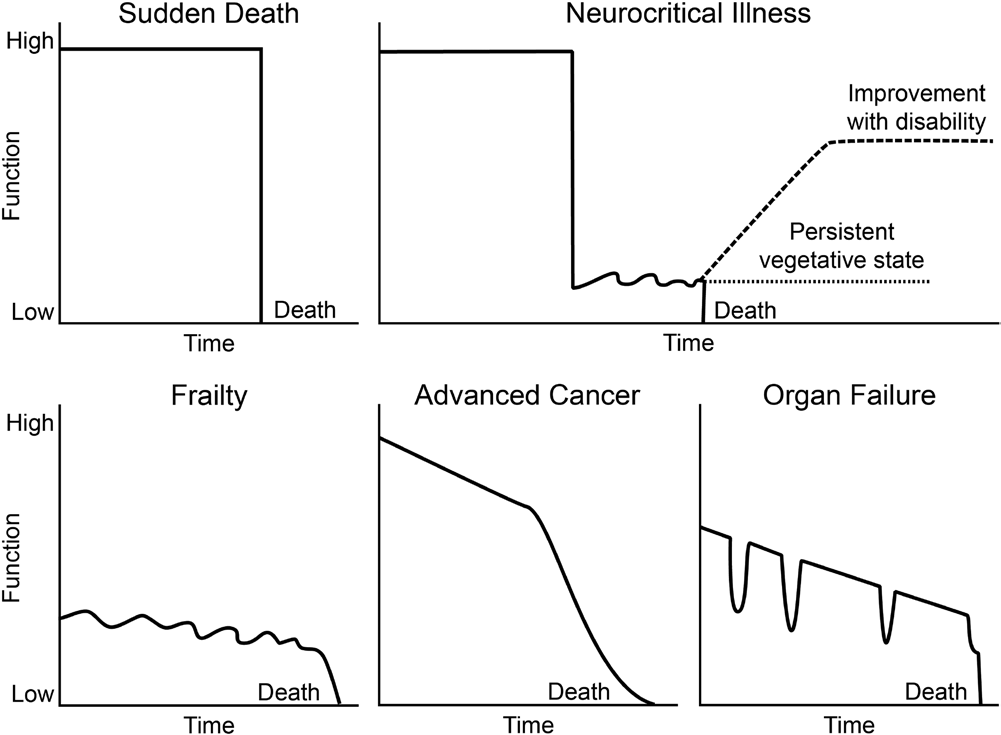 Sudden Death
High
Function
Low
Death
Time
Neurocritical Illness
Improvement
with disability
Persistent
vegetative state
Death
Time
Frailty
High
Function
Low
Death
Time
Advanced Cancer
Death
Time
Organ Failure
Death
Time